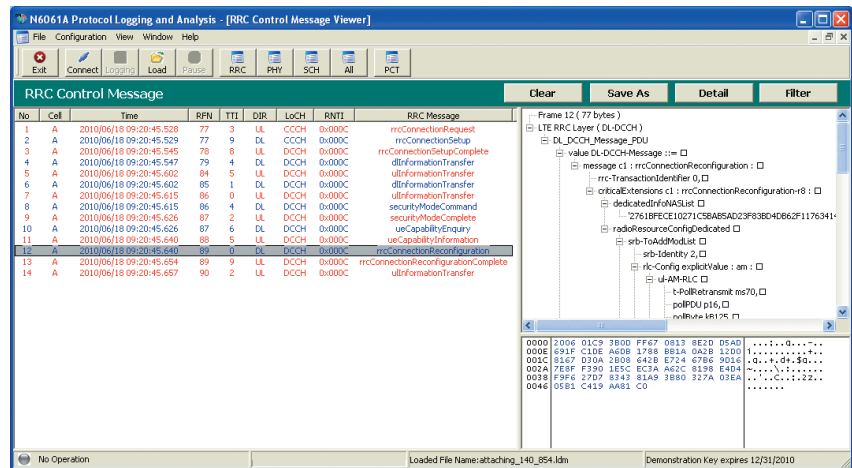 N6061A Protocol Logging and Analysis - [RRC Control Message Viewer]
File Configuration View Window Help
Exit Connect Logging Load Pause RRC PHY SCH All PCT
RRC Control Message Clear Save As Detail Filter
No Cell Time RFN TTI DIR LoCH RNTI RRC Message
1 A 2010/06/18 09:20:45.528 77 3 UL CCCH 0x000C rrcConnectionRequest
2 A 2010/06/18 09:20:45.529 77 9 DL CCCH 0x000C rrcConnectionSetup
3 A 2010/06/18 09:20:45.545 78 8 UL DCCH 0x000C rrcConnectionSetupComplete
4 A 2010/06/18 09:20:45.547 79 4 DL DCCH 0x000C dlInformationTransfer
5 A 2010/06/18 09:20:45.602 84 5 UL DCCH 0x000C ulInformationTransfer
6 A 2010/06/18 09:20:45.602 85 1 DL DCCH 0x000C dlInformationTransfer
7 A 2010/06/18 09:20:45.615 86 0 UL DCCH 0x000C ulInformationTransfer
8 A 2010/06/18 09:20:45.615 86 4 DL DCCH 0x000C securityModeCommand
9 A 2010/06/18 09:20:45.626 87 2 UL DCCH 0x000C securityModeComplete
10 A 2010/06/18 09:20:45.626 87 6 DL DCCH 0x000C ueCapabilityEnquiry
11 A 2010/06/18 09:20:45.640 88 5 UL DCCH 0x000C ueCapabilityInformation
12 A 2010/06/18 09:20:45.640 89 0 DL DCCH 0x000C rrcConnectionReconfiguration
13 A 2010/06/18 09:20:45.654 89 9 UL DCCH 0x000C rrcConnectionReconfigurationComplete
14 A 2010/06/18 09:20:45.657 90 2 UL DCCH 0x000C ulInformationTransfer
Frame 12 ( 77 bytes )
LTE RRC Layer ( DL-DCCH )
DL_DCCH_Message_PDU
value DL-DCCH-Message ::= □
message c1 : rrcConnectionReconfiguration : □
rrc-TransactionIdentifier 0,□
criticalExtensions c1 : rrcConnectionReconfiguration-r8 : □
dedicatedInfoNASList □
'2761BFECE10271C5BAB5AD23F83BD4DB62F11763414
radioResourceConfigDedicated □
srb-ToAddModList □
srb-Identity 2,□
rlc-Config explicitValue : am : □
ul-AM-RLC □
t-PollRetransmit ms70,□
pollPDU p16,□
pollByte kB125,□
0000 2006 01C9 3B0D FF67 0813 8E2D D5AD ....;..g...-..
000E 691F C1DE A6DB 1788 BB1A 0A2B 12D0 i..........+..
001C 8167 D30A 2B08 642B E724 67B6 9D16 .g..+.d+.$g...
002A 7E8F F390 1E5C EC3A A62C 8198 E4D4 ~....\.:......
0038 F9F6 27D7 8343 81A9 3B80 327A 03EA ..'..C..;.2z..
0046 05B1 C419 AA81 C0 .......
No Operation Loaded File Name:attaching_140_854.ldm Demonstration Key expires 12/31/2010